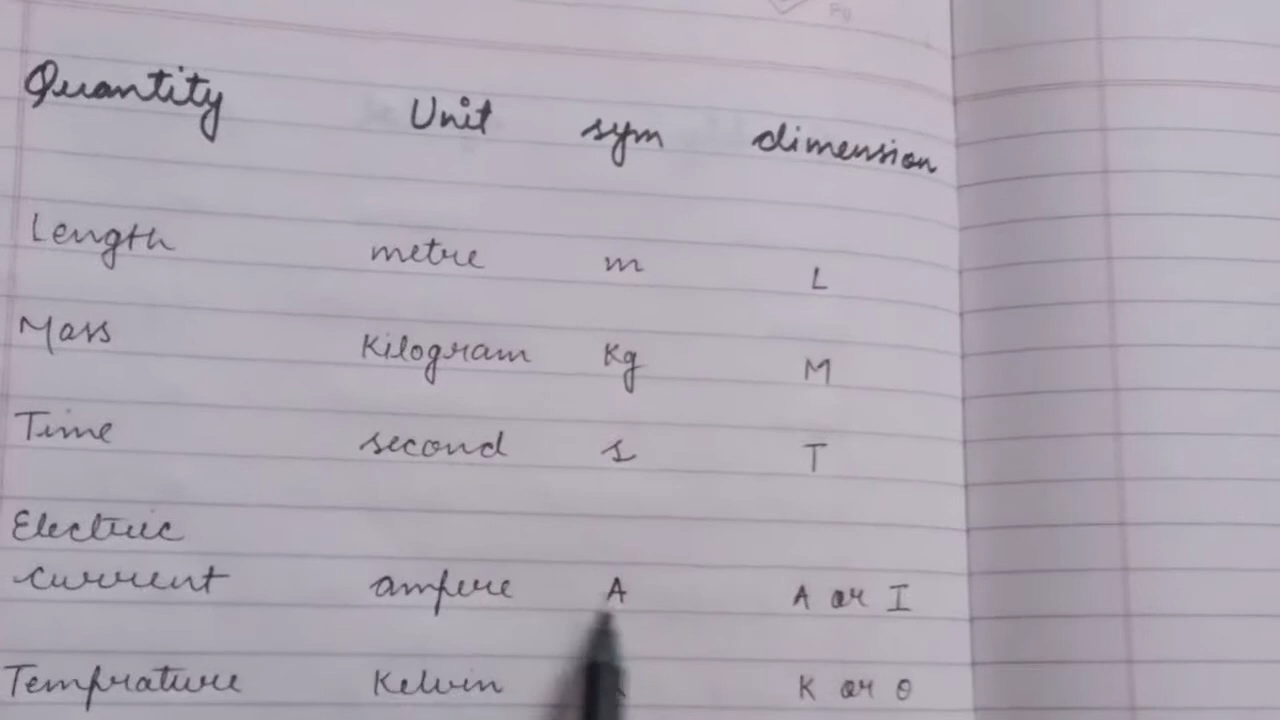 Quantity Unit sym dimension
Length metre m L
Mass Kilogram Kg M
Time second s T
Electric
current ampere A A or I
Temprature Kelvin K or θ